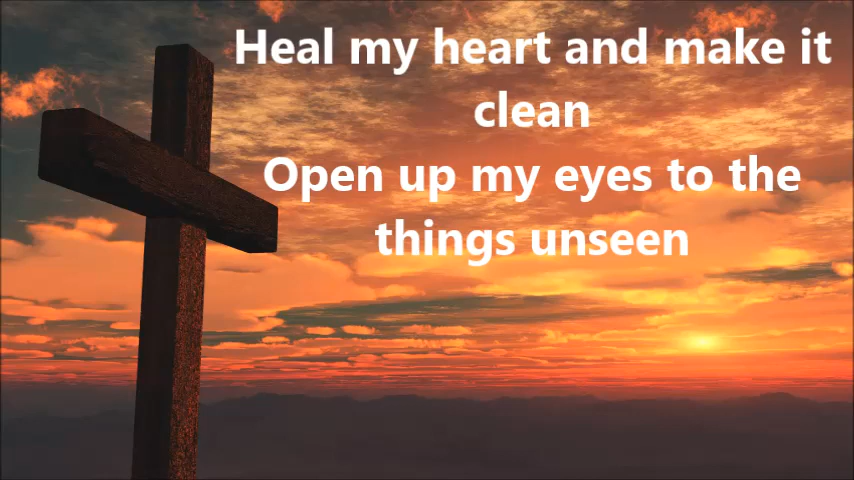 Heal my heart and make it
clean
Open up my eyes to the
things unseen